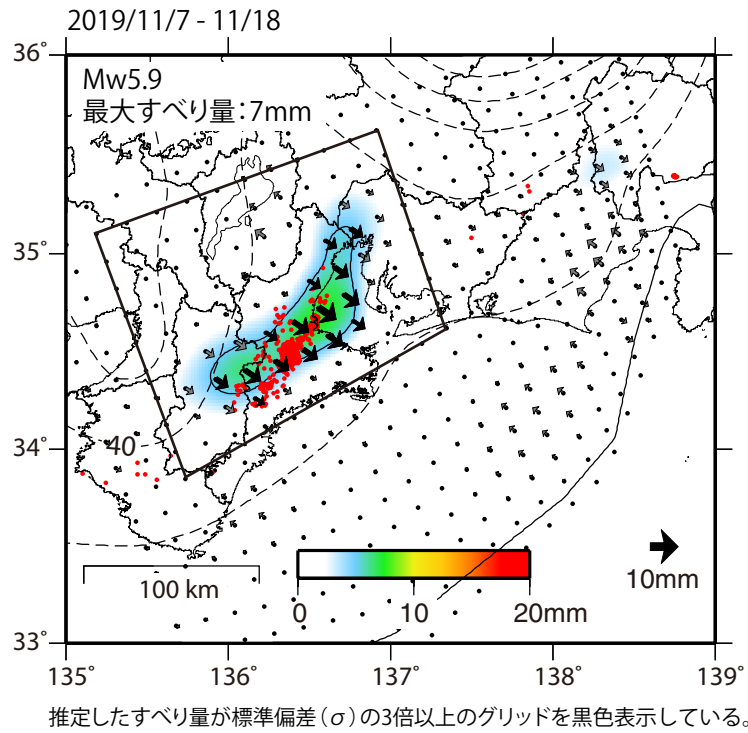 2019/11/7 - 11/18
36°
Mw5.9
最大すべり量：7mm
35°
34°
40
100 km
0 10 20mm
10mm
33°
135° 136° 137° 138° 139°
推定したすべり量が標準偏差（σ）の3倍以上のグリッドを黒色表示している。